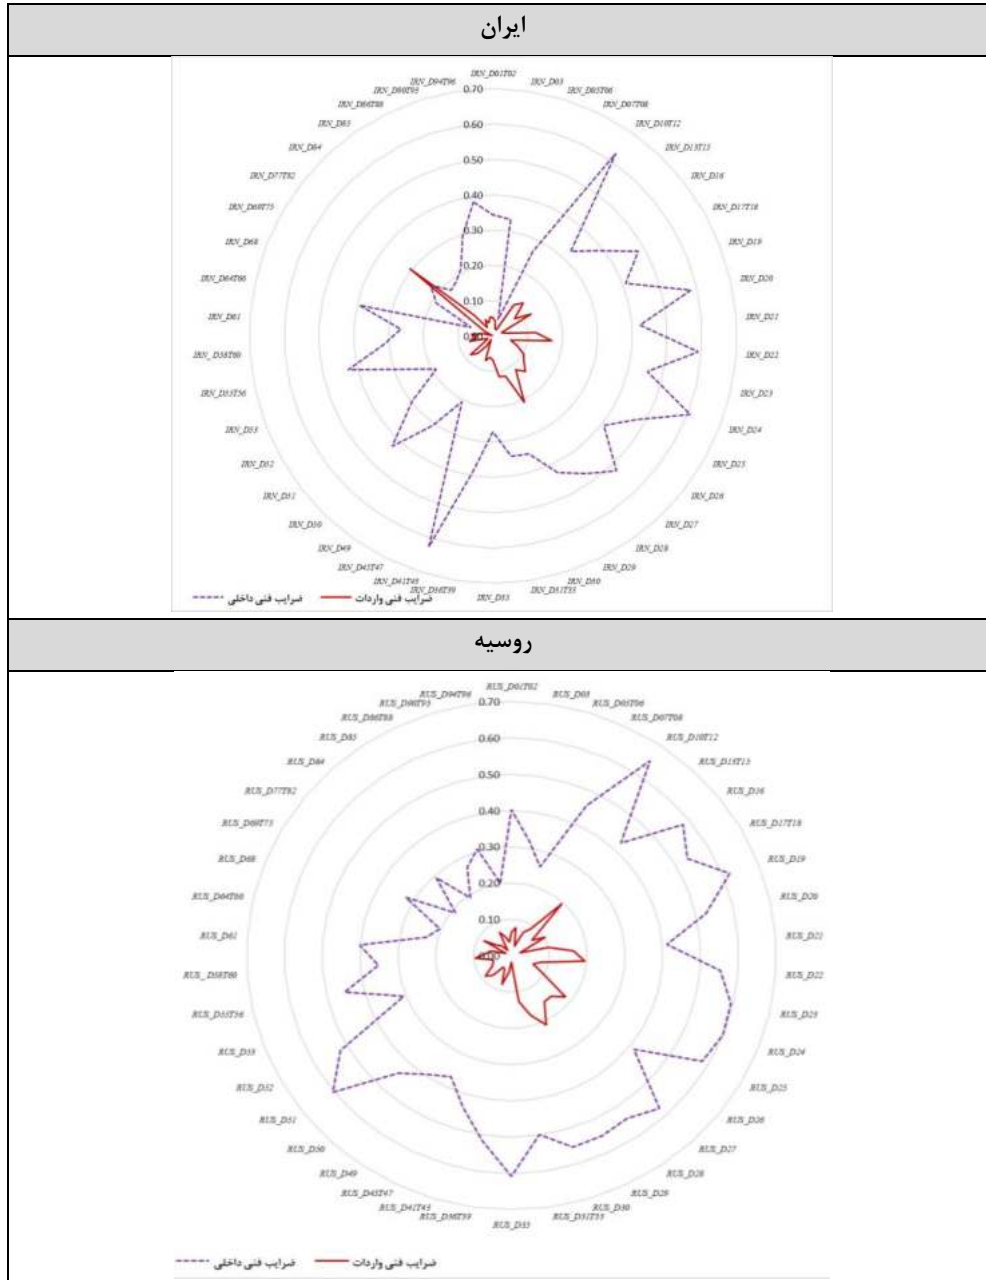 ایران
IRN_D01T02
IRN_D03
IRN_D05T06
IRN_D07T08
IRN_D10T12
IRN_D13T15
IRN_D16
IRN_D17T18
IRN_D19
IRN_D20
IRN_D21
IRN_D22
IRN_D23
IRN_D24
IRN_D25
IRN_D26
IRN_D27
IRN_D28
IRN_D29
IRN_D30
IRN_D31T33
IRN_D35
IRN_D36T39
IRN_D41T43
IRN_D45T47
IRN_D49
IRN_D50
IRN_D51
IRN_D52
IRN_D53
IRN_D55T56
IRN_D58T60
IRN_D61
IRN_D64T66
IRN_D68
IRN_D69T75
IRN_D77T82
IRN_D84
IRN_D85
IRN_D86T88
IRN_D90T93
IRN_D94T96
0.70
0.60
0.50
0.40
0.30
0.20
0.10
0.00
ضرایب فنی واردات
ضرایب فنی داخلی
روسیه
RUS_D01T02
RUS_D03
RUS_D05T06
RUS_D07T08
RUS_D10T12
RUS_D13T15
RUS_D16
RUS_D17T18
RUS_D19
RUS_D20
RUS_D21
RUS_D22
RUS_D23
RUS_D24
RUS_D25
RUS_D26
RUS_D27
RUS_D28
RUS_D29
RUS_D30
RUS_D31T33
RUS_D35
RUS_D36T39
RUS_D41T43
RUS_D45T47
RUS_D49
RUS_D50
RUS_D51
RUS_D52
RUS_D53
RUS_D55T56
RUS_D58T60
RUS_D61
RUS_D64T66
RUS_D68
RUS_D69T75
RUS_D77T82
RUS_D84
RUS_D85
RUS_D86T88
RUS_D90T93
RUS_D94T96
0.70
0.60
0.50
0.40
0.30
0.20
0.10
0.00
ضرایب فنی واردات
ضرایب فنی داخلی